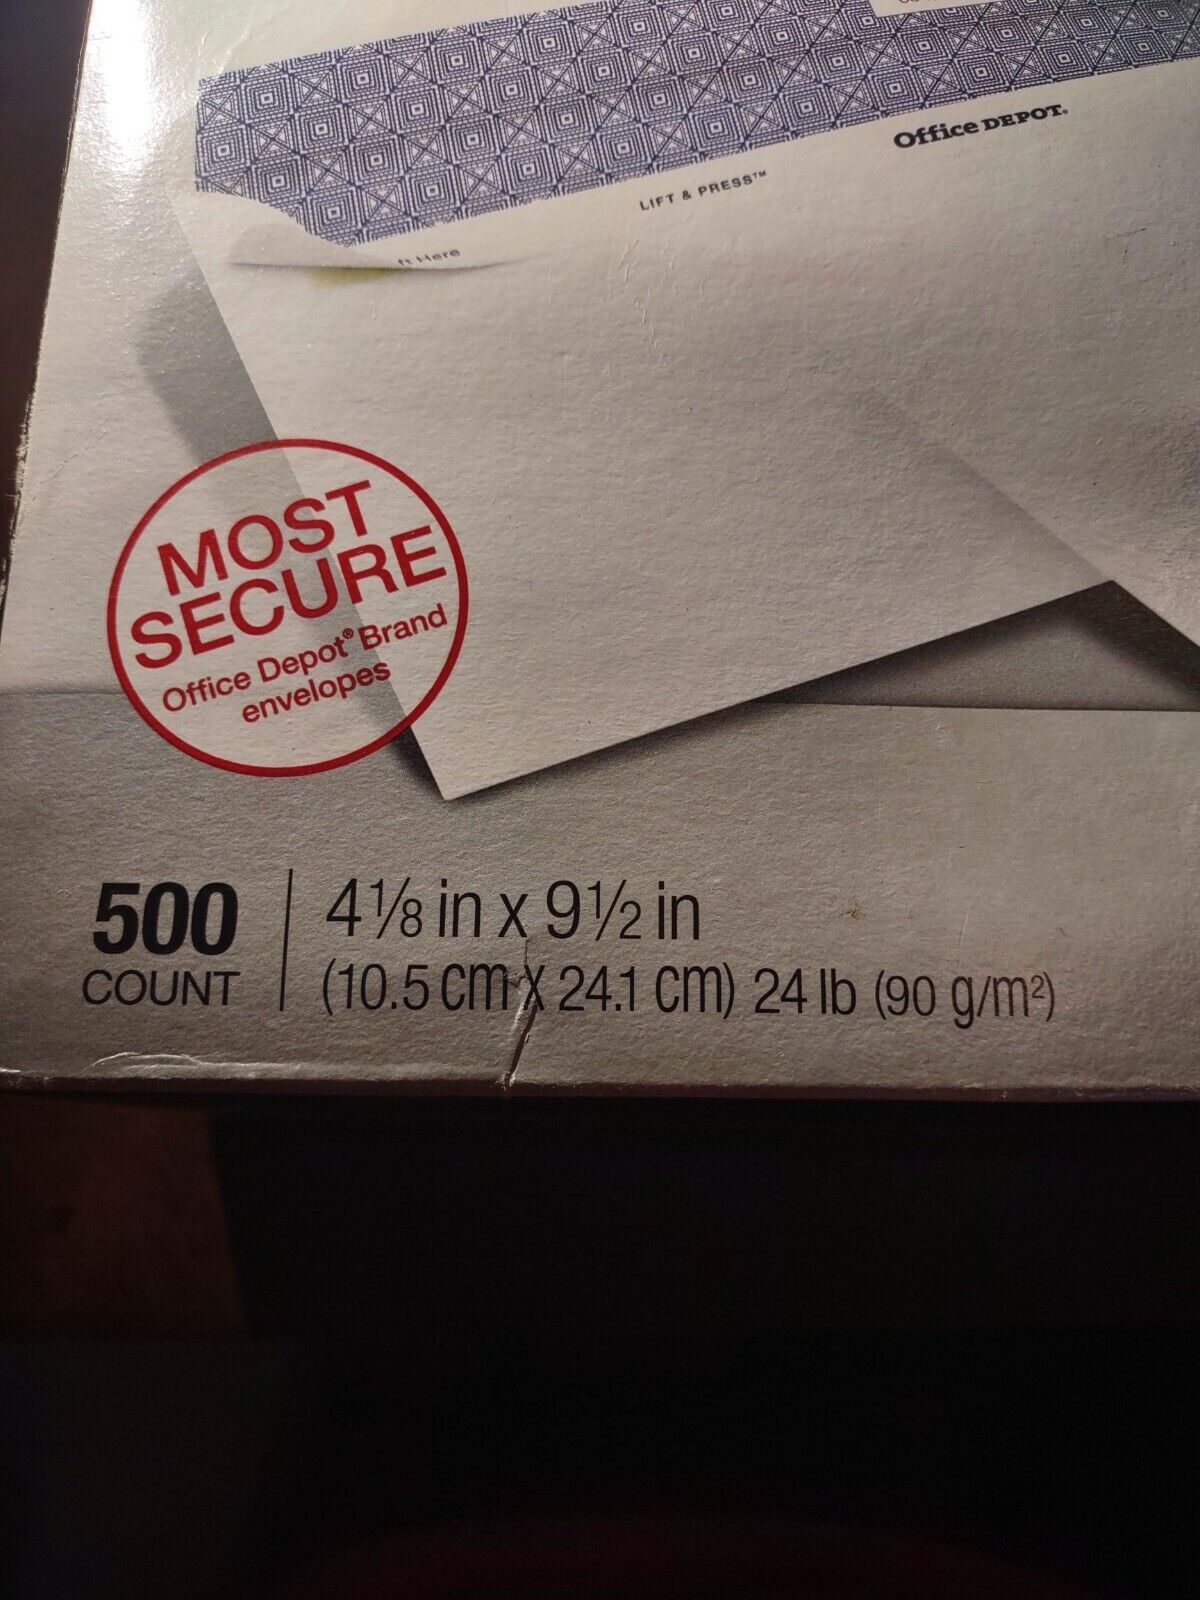 Office DEPOT®
LIFT & PRESS™
Here
MOST
SECURE
Office Depot® Brand
envelopes
500
COUNT
4⅛ in x 9½ in
(10.5 cm x 24.1 cm) 24 lb (90 g/m²)